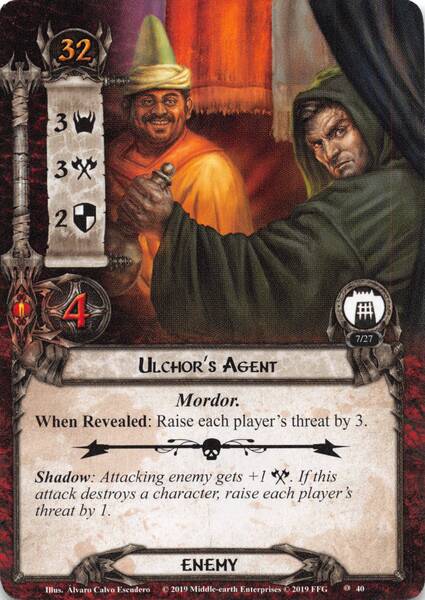 32
3
3
2
4
7/27
Ulchor's Agent
Mordor.
When Revealed: Raise each player's threat by 3.
Shadow: Attacking enemy gets +1 . If this
attack destroys a character, raise each player's
threat by 1.
ENEMY
Illus. Álvaro Calvo Escudero © 2019 Middle-earth Enterprises © 2019 FFG 40